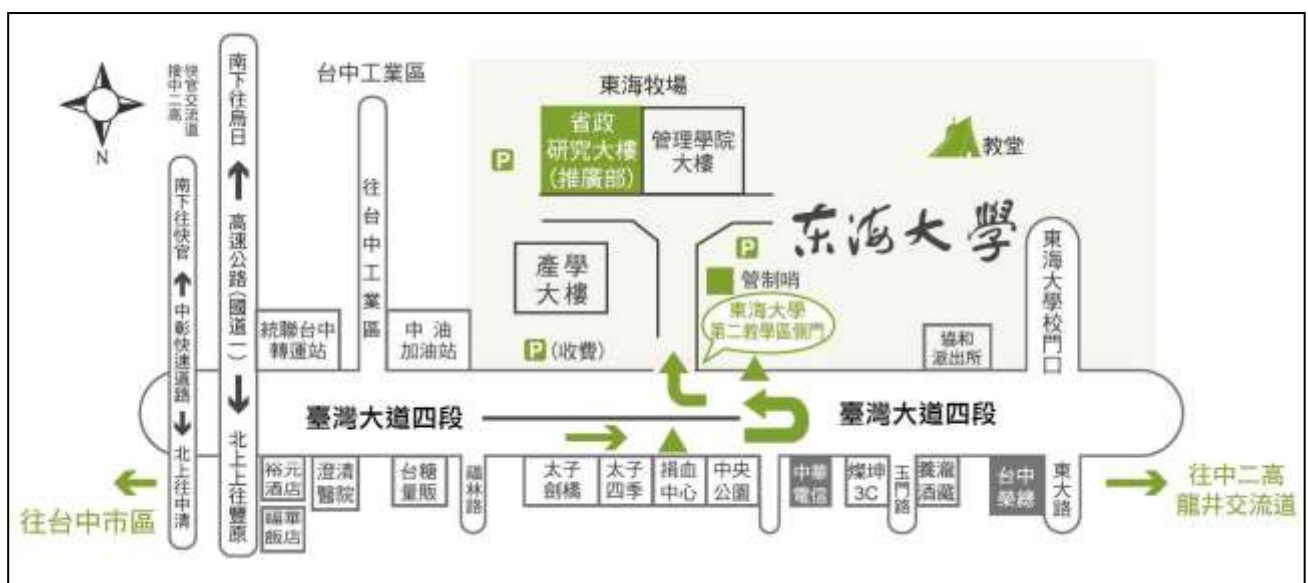 N
快官交流道
接中二高
南下往烏日
高速公路(國道一)
北上往豐原
南下往快官
中彰快速道路
北上往中清
往台中市區
台中工業區
往台中工業區
統聯台中
轉運站
中油
加油站
東海牧場
省政
研究大樓
(推廣部)
管理學院
大樓
P
教堂
东海大學
P
管制哨
產學
大樓
東海大學
第二教學區側門
P(收費)
協和
派出所
東海大學校門口
臺灣大道四段
臺灣大道四段
裕元
酒店
福華
飯店
澄清
醫院
台糖
量販
福林路
太子
劍橋
太子
四季
捐血
中心
中央
公園
中華
電信
燦坤
3C
玉門路
養瀧
酒藏
台中
榮總
東大路
往中二高
龍井交流道